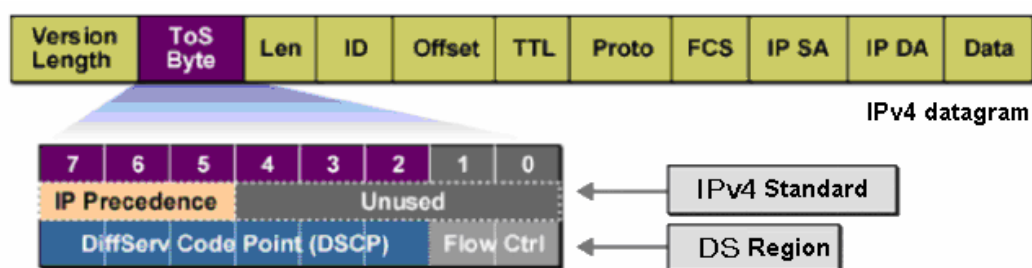 Version Length ToS Byte Len ID Offset TTL Proto FCS IP SA IP DA Data
IPv4 datagram
7 6 5 4 3 2 1 0
IP Precedence Unused
IPv4 Standard
DiffServ Code Point (DSCP) Flow Ctrl
DS Region